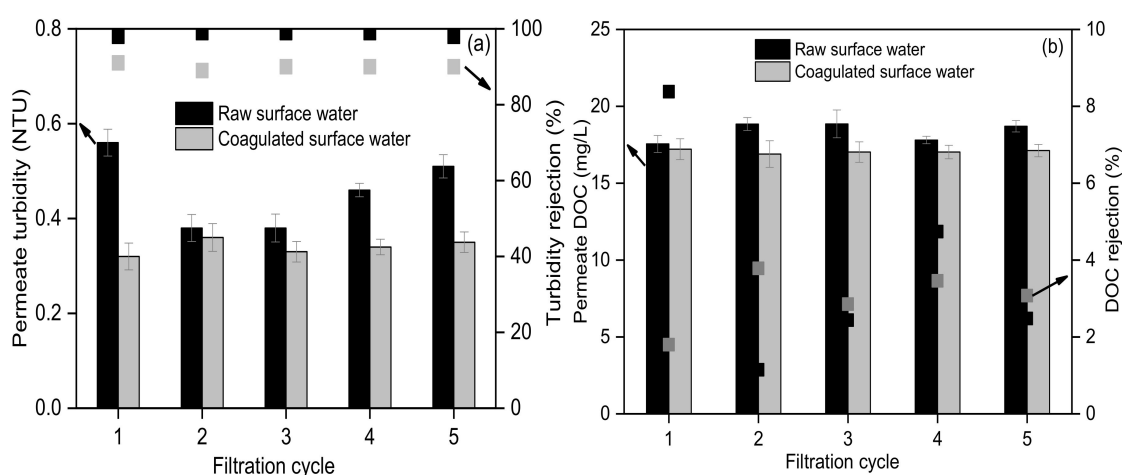 (a)
Raw surface water
Coagulated surface water
Permeate turbidity (NTU)
0.8
0.6
0.4
0.2
0.0
Turbidity rejection (%)
100
80
60
40
20
0
1 2 3 4 5
Filtration cycle
(b)
Raw surface water
Coagulated surface water
Permeate DOC (mg/L)
25
20
15
10
5
0
DOC rejection (%)
10
8
6
4
2
0
1 2 3 4 5
Filtration cycle